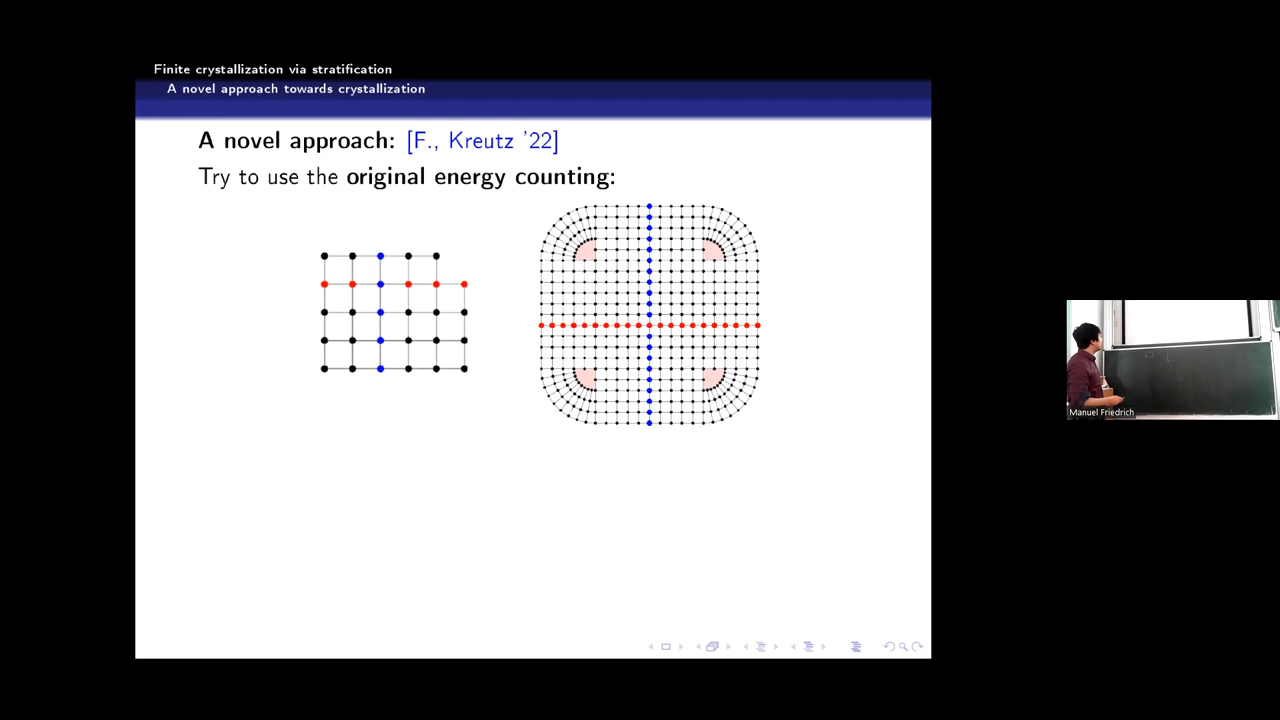 Finite crystallization via stratification
A novel approach towards crystallization
A novel approach: [F., Kreutz '22]
Try to use the original energy counting:
Manuel Friedrich